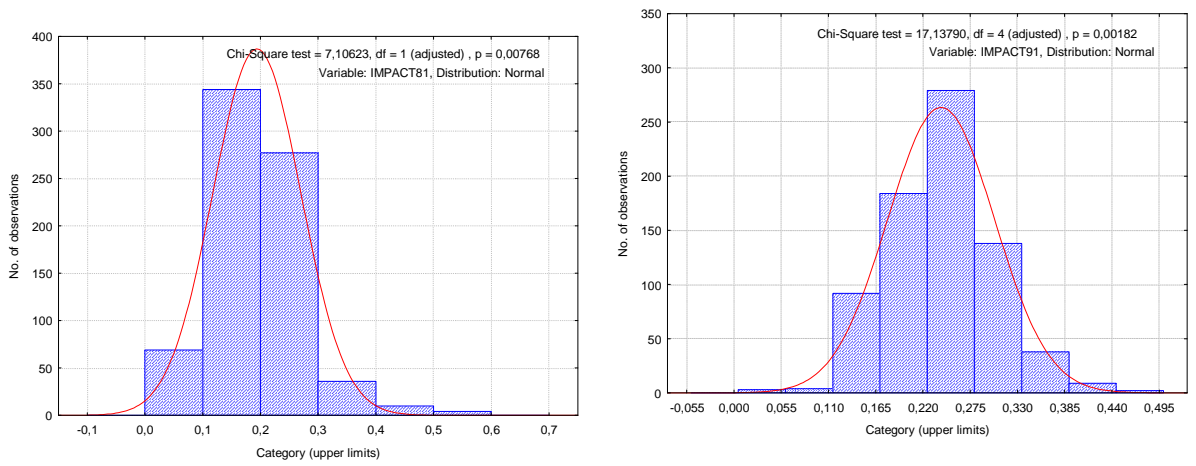 Chi-Square test = 7,10623, df = 1 (adjusted) , p = 0,00768
Variable: IMPACT81, Distribution: Normal
No. of observations
400
350
300
250
200
150
100
50
0
-0,1 0,0 0,1 0,2 0,3 0,4 0,5 0,6 0,7
Category (upper limits)
Chi-Square test = 17,13790, df = 4 (adjusted) , p = 0,00182
Variable: IMPACT91, Distribution: Normal
No. of observations
350
300
250
200
150
100
50
0
-0,055 0,000 0,055 0,110 0,165 0,220 0,275 0,330 0,385 0,440 0,495
Category (upper limits)